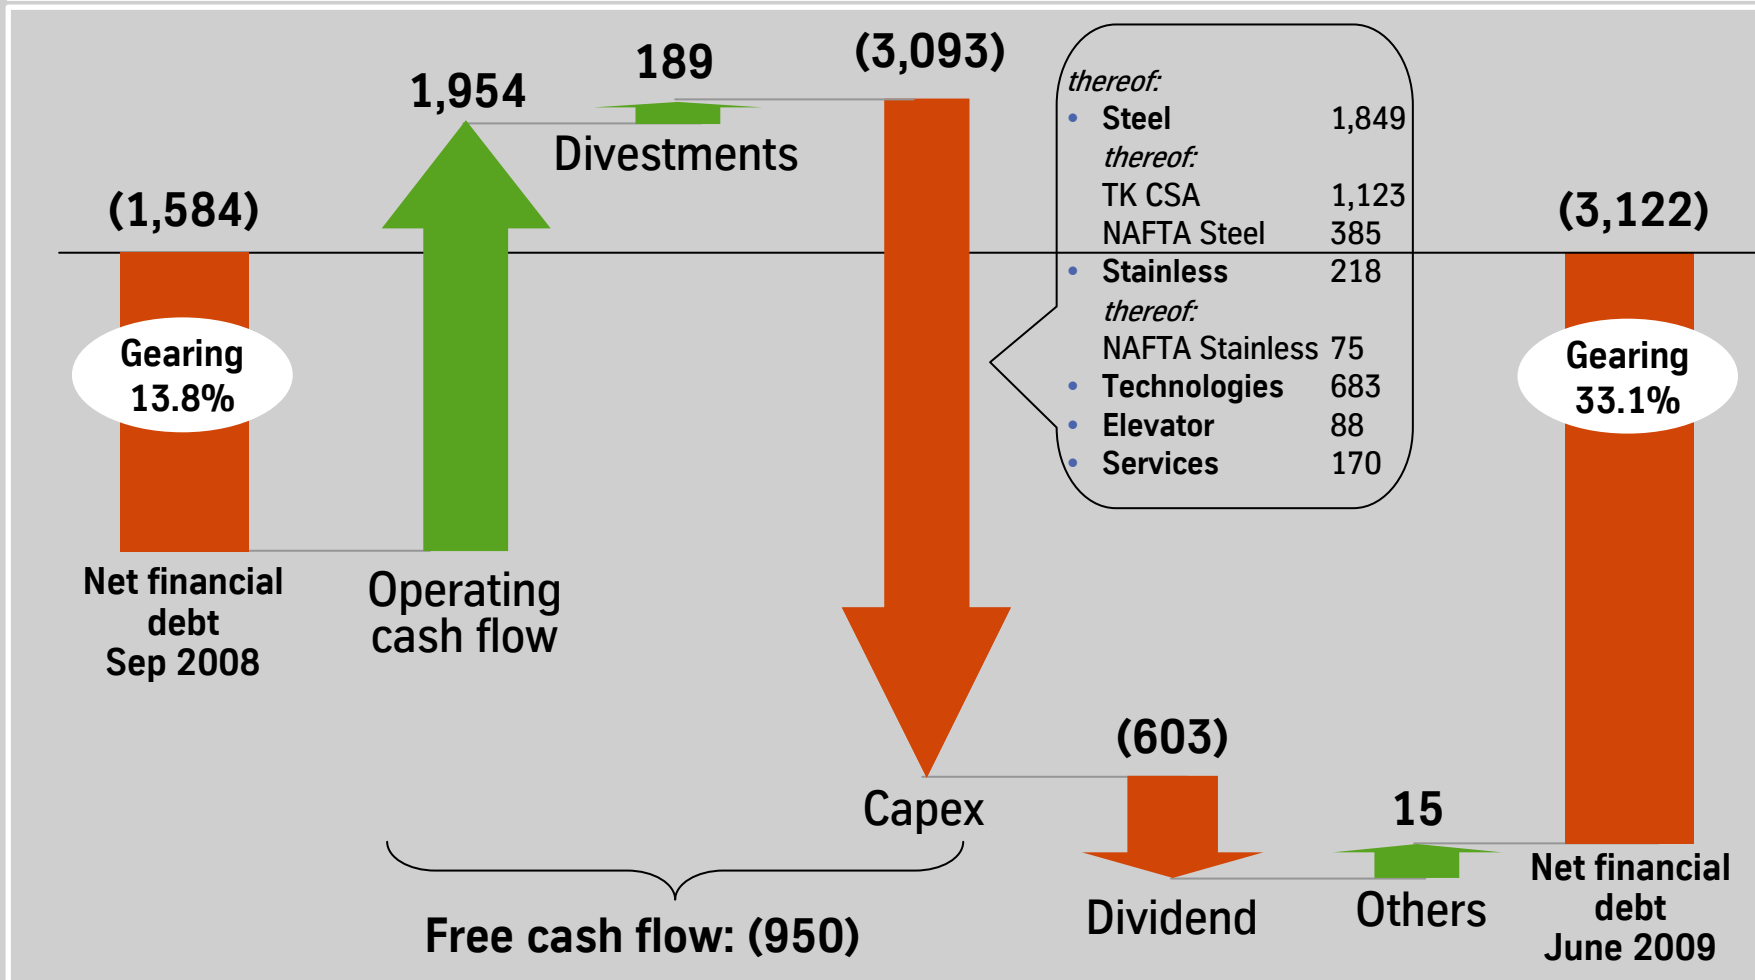 (1,584)
Gearing
13.8%
Net financial
debt
Sep 2008
1,954
Operating
cash flow
189
Divestments
(3,093)
Capex
thereof:
• Steel 1,849
thereof:
TK CSA 1,123
NAFTA Steel 385
• Stainless 218
thereof:
NAFTA Stainless 75
• Technologies 683
• Elevator 88
• Services 170
Free cash flow: (950)
(603)
Dividend
15
Others
(3,122)
Gearing
33.1%
Net financial
debt
June 2009